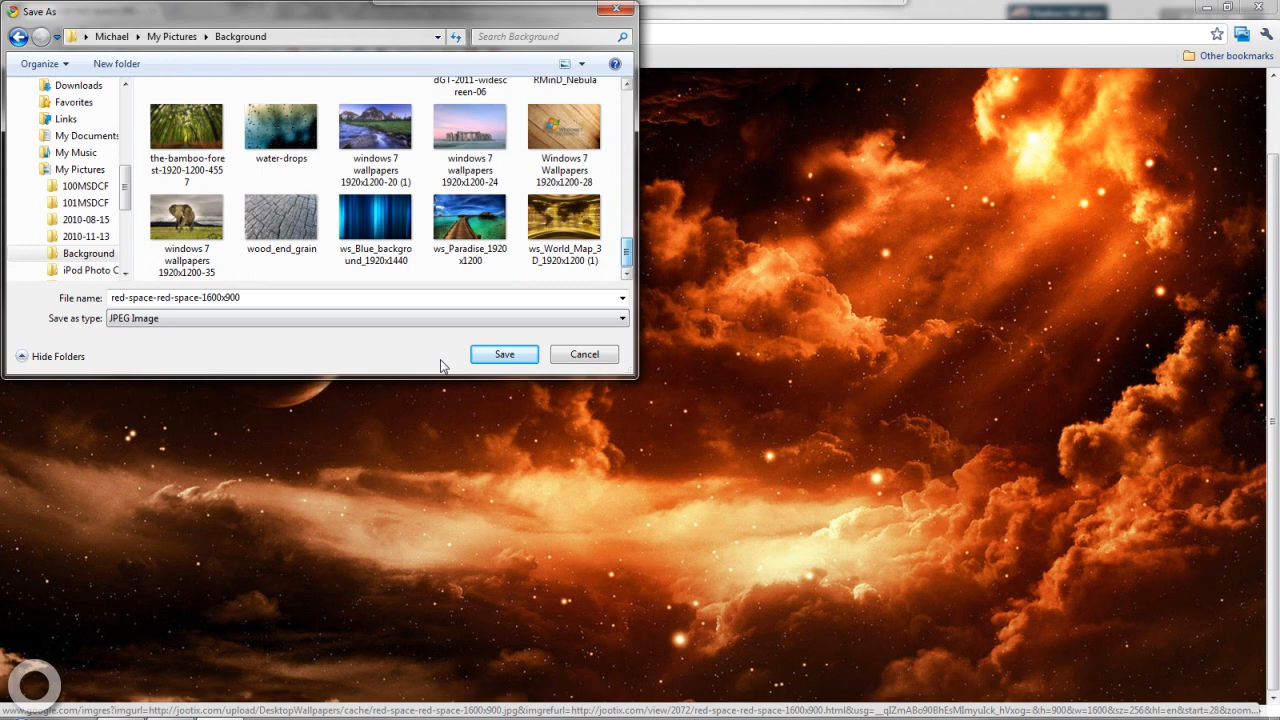 Save As
Michael
My Pictures
Background
Search Background
Other bookmarks
Organize
New folder
Downloads
Favorites
Links
My Documents
My Music
My Pictures
100MSDCF
101MSDCF
2010-08-15
2010-11-13
Background
iPod Photo C
dGT-2011-widesc
reen-06
RMinD_Nebula
the-bamboo-fore
st-1920-1200-455
7
water-drops
windows 7
wallpapers
1920x1200-20 (1)
windows 7
wallpapers
1920x1200-24
Windows 7
Wallpapers
1920x1200-28
windows 7
wallpapers
1920x1200-35
wood_end_grain
ws_Blue_backgro
und_1920x1440
ws_Paradise_1920
x1200
ws_World_Map_3
D_1920x1200 (1)
File name:
red-space-red-space-1600x900
Save as type:
JPEG Image
Hide Folders
Save
Cancel